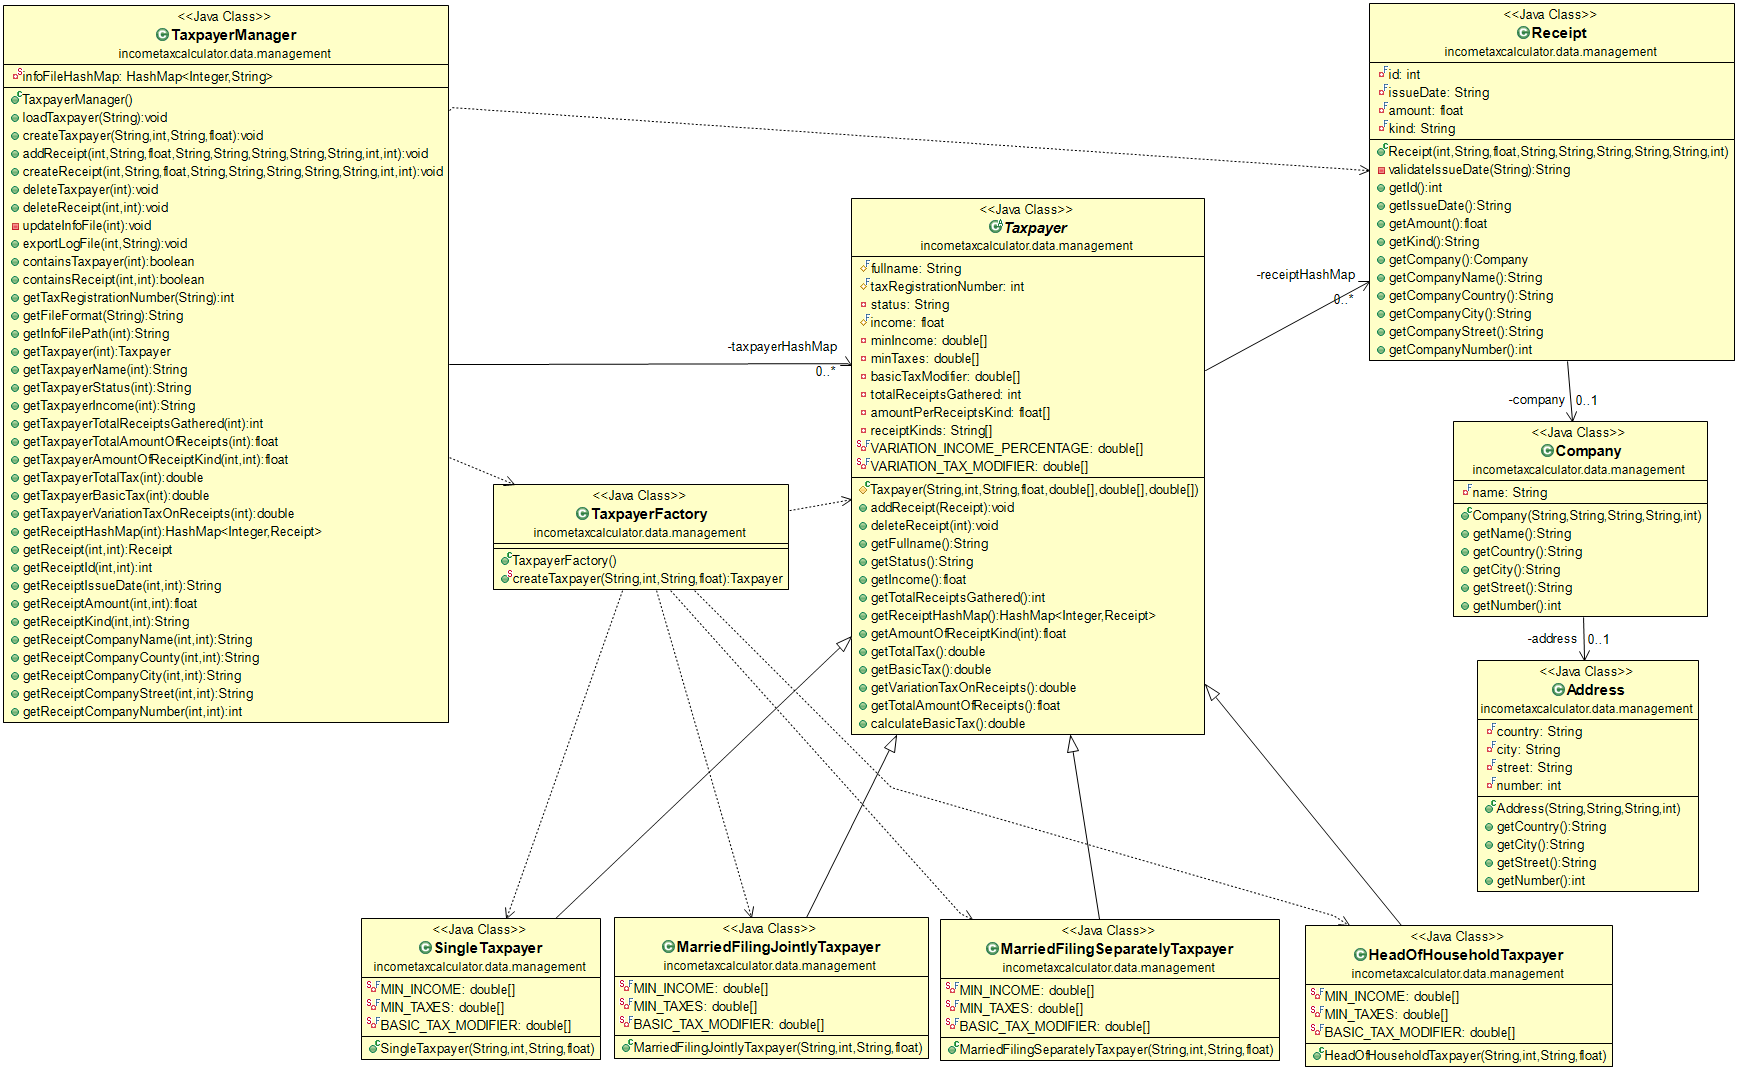 <<Java Class>>
TaxpayerManager
incometaxcalculator.data.management
infoFileHashMap: HashMap<Integer,String>
TaxpayerManager()
loadTaxpayer(String):void
createTaxpayer(String,int,String,float):void
addReceipt(int,String,float,String,String,String,String,String,int,int):void
createReceipt(int,String,float,String,String,String,String,String,int,int):void
deleteTaxpayer(int):void
deleteReceipt(int,int):void
updateInfoFile(int):void
exportLogFile(int,String):void
containsTaxpayer(int):boolean
containsReceipt(int,int):boolean
getTaxRegistrationNumber(String):int
getFileFormat(String):String
getInfoFilePath(int):String
getTaxpayer(int):Taxpayer
getTaxpayerName(int):String
getTaxpayerStatus(int):String
getTaxpayerIncome(int):String
getTaxpayerTotalReceiptsGathered(int):int
getTaxpayerTotalAmountOfReceipts(int):float
getTaxpayerAmountOfReceiptKind(int,int):float
getTaxpayerTotalTax(int):double
getTaxpayerBasicTax(int):double
getTaxpayerVariationTaxOnReceipts(int):double
getReceiptHashMap(int):HashMap<Integer,Receipt>
getReceipt(int,int):Receipt
getReceiptId(int,int):int
getReceiptIssueDate(int,int):String
getReceiptAmount(int,int):float
getReceiptKind(int,int):String
getReceiptCompanyName(int,int):String
getReceiptCompanyCounty(int,int):String
getReceiptCompanyCity(int,int):String
getReceiptCompanyStreet(int,int):String
getReceiptCompanyNumber(int,int):int
-taxpayerHashMap
0..*
<<Java Class>>
TaxpayerFactory
incometaxcalculator.data.management
TaxpayerFactory()
createTaxpayer(String,int,String,float):Taxpayer
<<Java Class>>
Taxpayer
incometaxcalculator.data.management
fullname: String
taxRegistrationNumber: int
status: String
income: float
minIncome: double[]
minTaxes: double[]
basicTaxModifier: double[]
totalReceiptsGathered: int
amountPerReceiptsKind: float[]
receiptKinds: String[]
VARIATION_INCOME_PERCENTAGE: double[]
VARIATION_TAX_MODIFIER: double[]
Taxpayer(String,int,String,float,double[],double[],double[])
addReceipt(Receipt):void
deleteReceipt(int):void
getFullname():String
getStatus():String
getIncome():float
getTotalReceiptsGathered():int
getReceiptHashMap():HashMap<Integer,Receipt>
getAmountOfReceiptKind(int):float
getTotalTax():double
getBasicTax():double
getVariationTaxOnReceipts():double
getTotalAmountOfReceipts():float
calculateBasicTax():double
-receiptHashMap
0..*
<<Java Class>>
Receipt
incometaxcalculator.data.management
id: int
issueDate: String
amount: float
kind: String
Receipt(int,String,float,String,String,String,String,String,int)
validateIssueDate(String):String
getId():int
getIssueDate():String
getAmount():float
getKind():String
getCompany():Company
getCompanyName():String
getCompanyCountry():String
getCompanyCity():String
getCompanyStreet():String
getCompanyNumber():int
-company
0..1
<<Java Class>>
Company
incometaxcalculator.data.management
name: String
Company(String,String,String,String,int)
getName():String
getCountry():String
getCity():String
getStreet():String
getNumber():int
-address
0..1
<<Java Class>>
Address
incometaxcalculator.data.management
country: String
city: String
street: String
number: int
Address(String,String,String,int)
getCountry():String
getCity():String
getStreet():String
getNumber():int
<<Java Class>>
SingleTaxpayer
incometaxcalculator.data.management
MIN_INCOME: double[]
MIN_TAXES: double[]
BASIC_TAX_MODIFIER: double[]
SingleTaxpayer(String,int,String,float)
<<Java Class>>
MarriedFilingJointlyTaxpayer
incometaxcalculator.data.management
MIN_INCOME: double[]
MIN_TAXES: double[]
BASIC_TAX_MODIFIER: double[]
MarriedFilingJointlyTaxpayer(String,int,String,float)
<<Java Class>>
MarriedFilingSeparatelyTaxpayer
incometaxcalculator.data.management
MIN_INCOME: double[]
MIN_TAXES: double[]
BASIC_TAX_MODIFIER: double[]
MarriedFilingSeparatelyTaxpayer(String,int,String,float)
<<Java Class>>
HeadOfHouseholdTaxpayer
incometaxcalculator.data.management
MIN_INCOME: double[]
MIN_TAXES: double[]
BASIC_TAX_MODIFIER: double[]
HeadOfHouseholdTaxpayer(String,int,String,float)